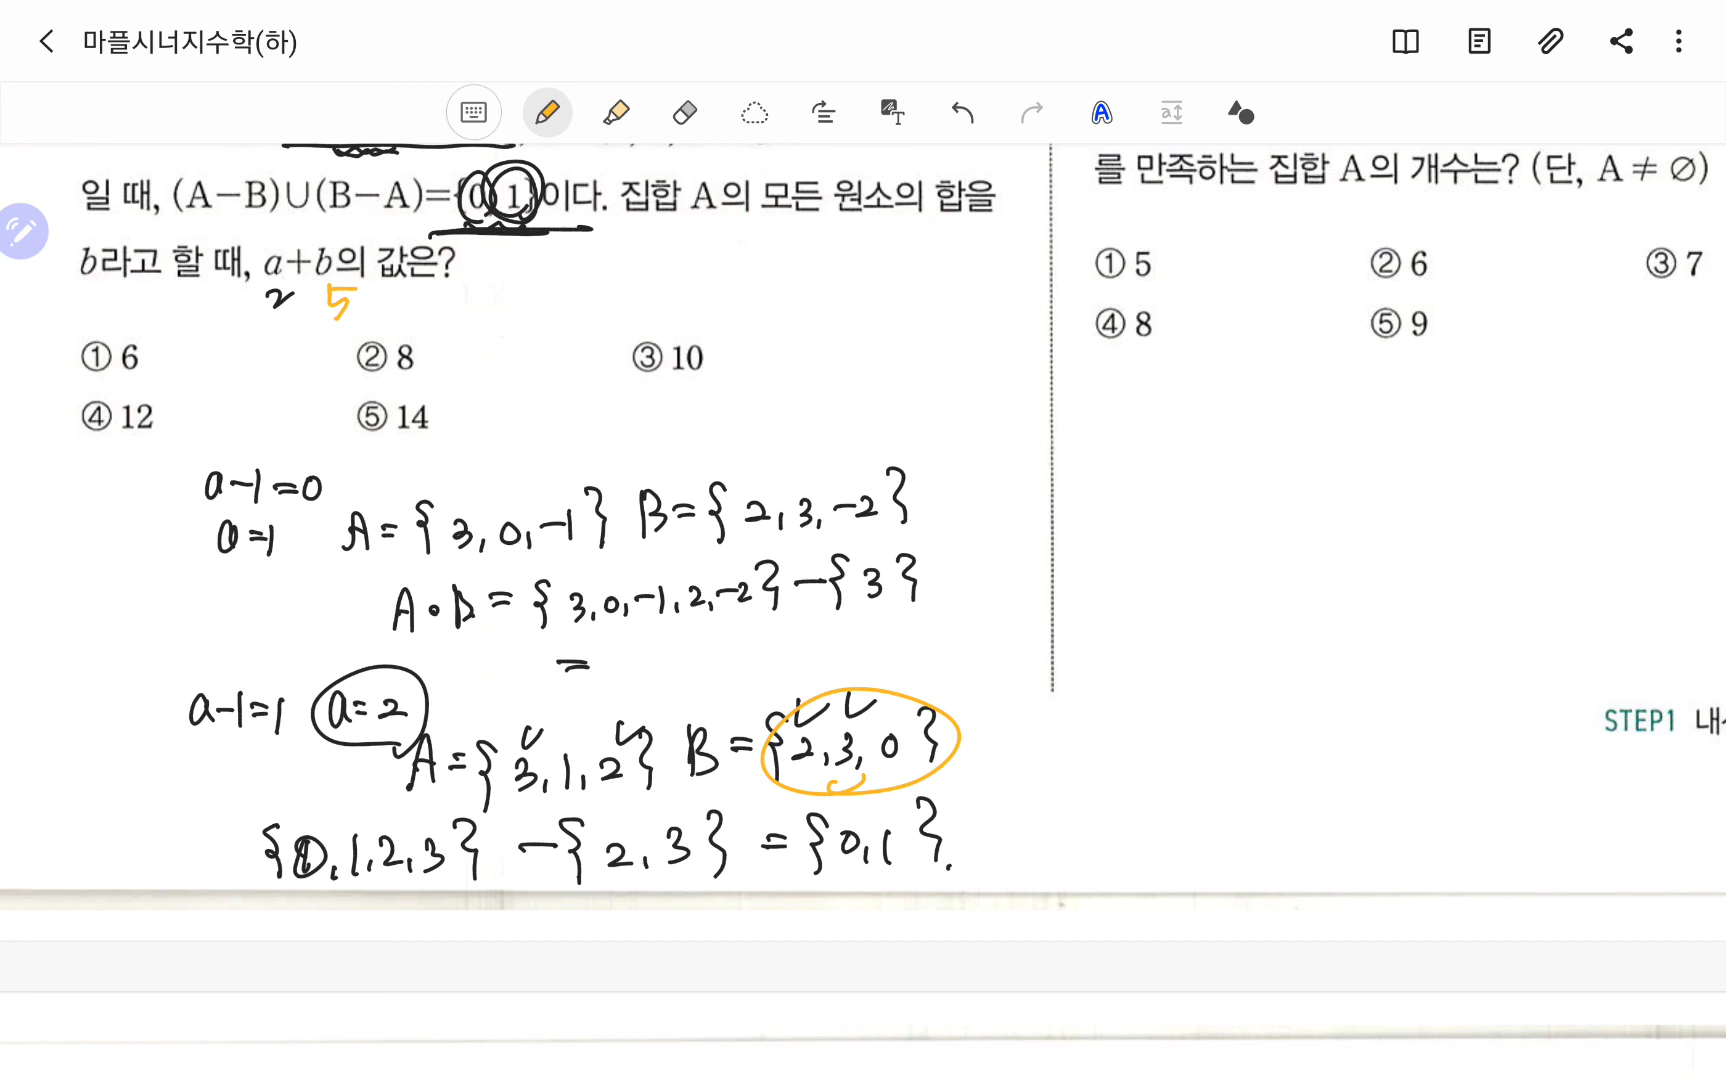 마플시너지수학(하)
일 때, (A−B)∪(B−A)={0, 1}이다. 집합 A의 모든 원소의 합을
b라고 할 때, a+b의 값은?
2 5
① 6 ② 8 ③ 10
④ 12 ⑤ 14
a-1=0
a=1 A={3,0,-1} B={2,3,-2}
A∘B={3,0,-1,2,-2}-{3}
=
a-1=1 a=2
A={3,1,2} B={2,3,0}
{0,1,2,3}-{2,3}={0,1}.
를 만족하는 집합 A의 개수는? (단, A≠∅)
① 5 ② 6 ③ 7
④ 8 ⑤ 9
STEP1 내